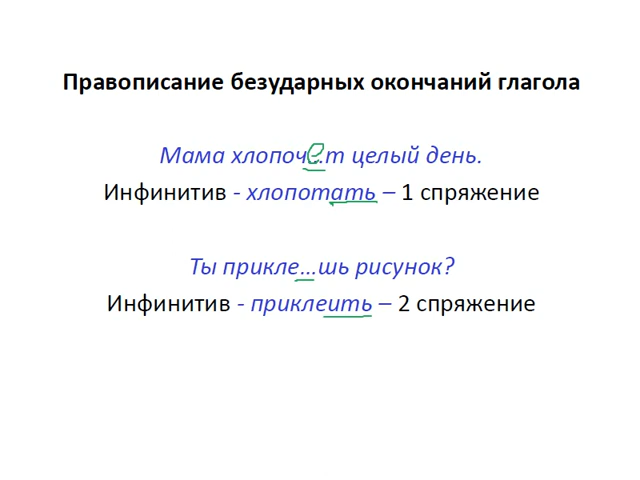 Правописание безударных окончаний глагола
Мама хлопоч е...т целый день.
Инфинитив - хлопотать – 1 спряжение
Ты прикле...шь рисунок?
Инфинитив - приклеить – 2 спряжение